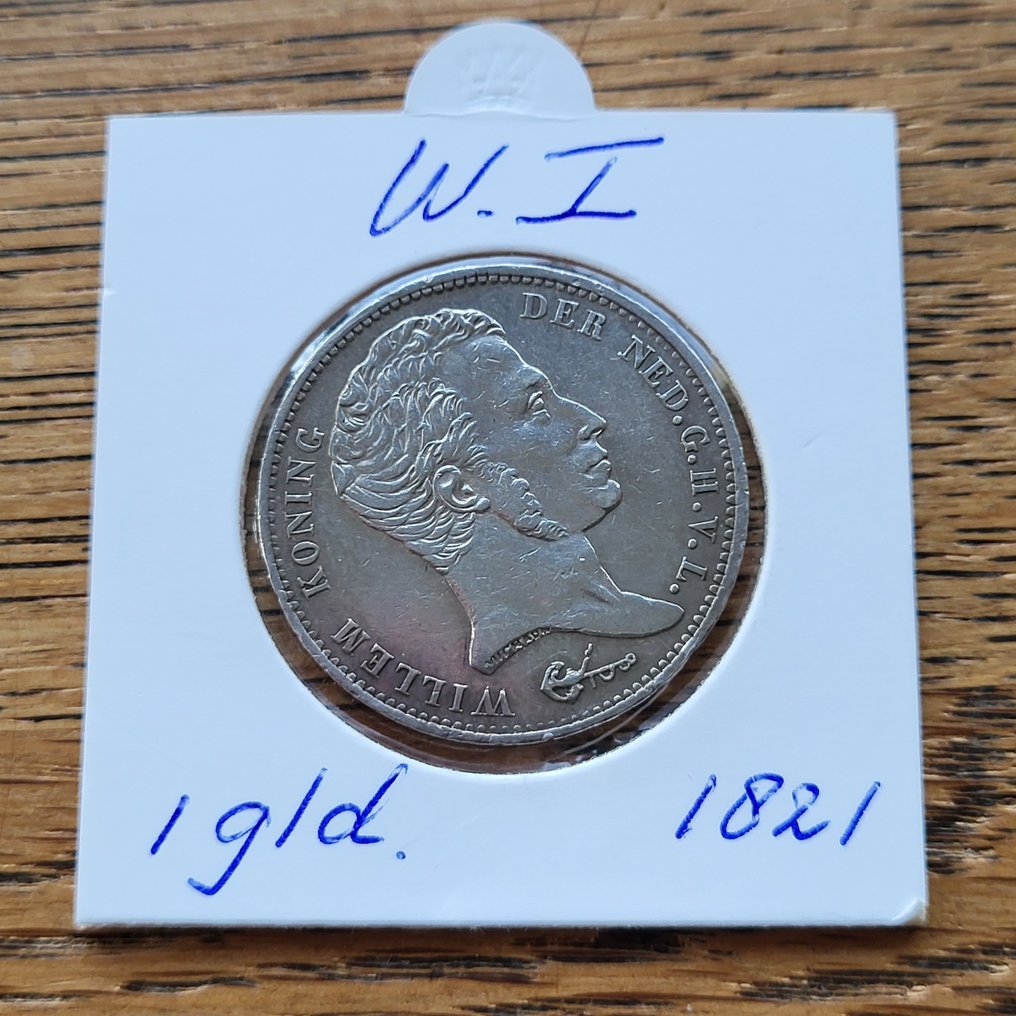 W. I
WILLEM KONING DER NED. G. H. V. L.
1 gld. 1821